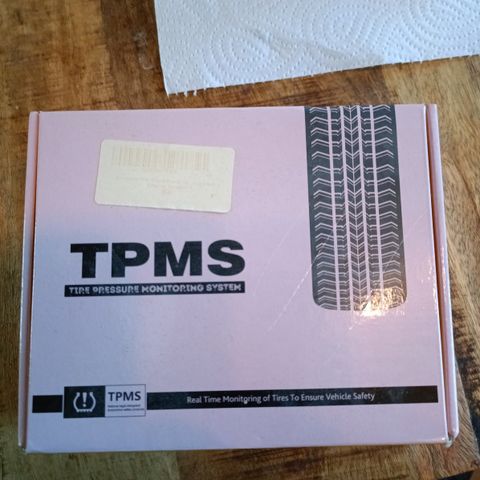 TPMS
TIRE PRESSURE MONITORING SYSTEM
TPMS
Real Time Monitoring of Tires To Ensure Vehicle Safety